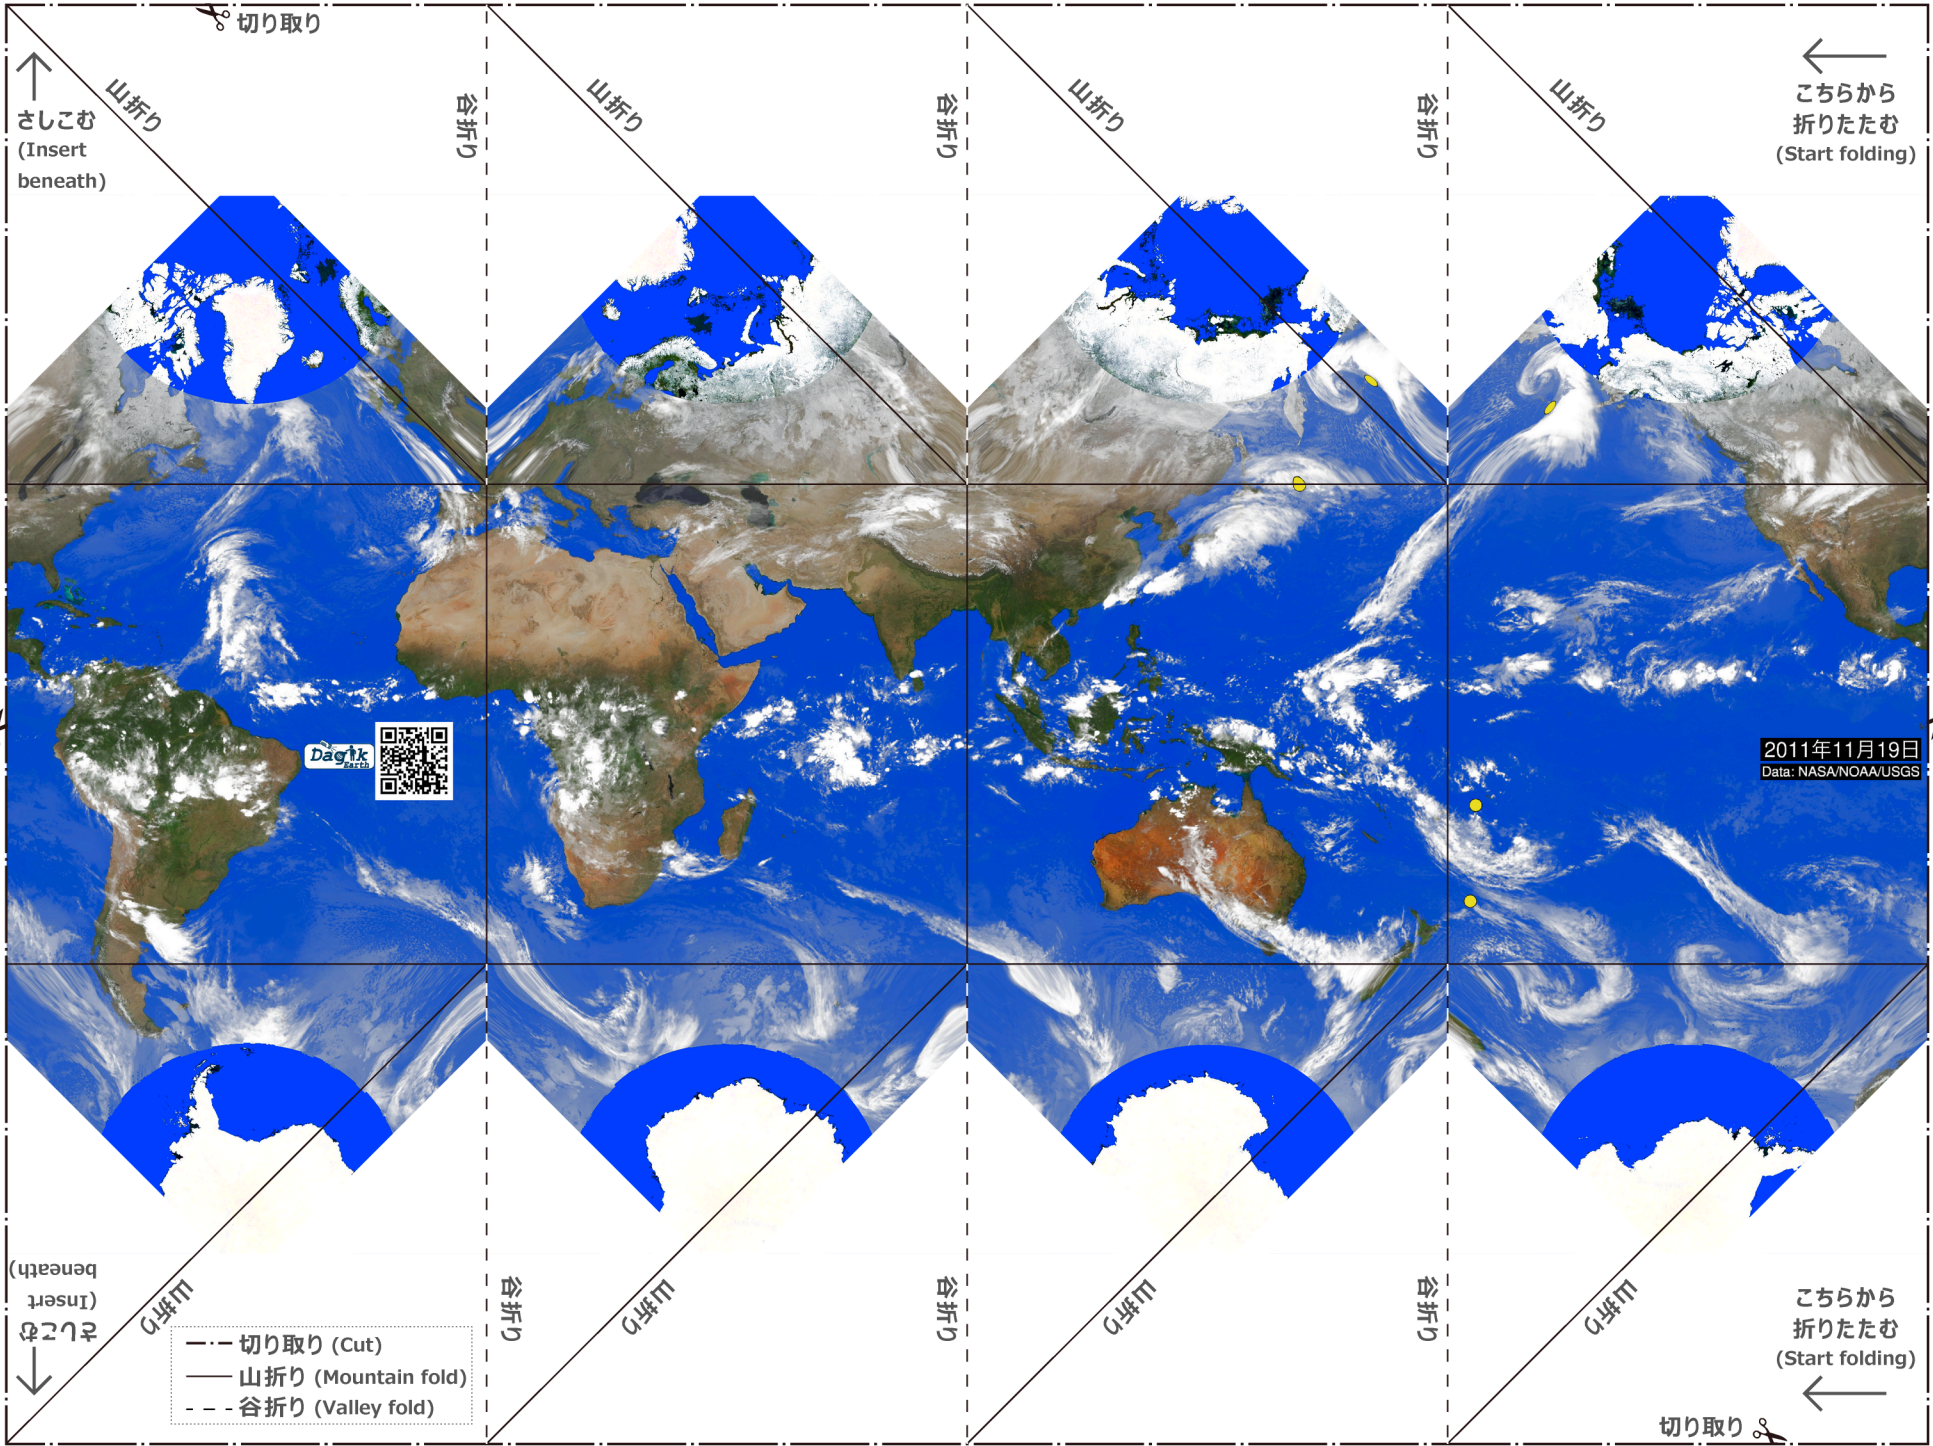 切り取り
さしこむ
(Insert
beneath)
山折り
谷折り
山折り
谷折り
山折り
谷折り
山折り
こちらから
折りたたむ
(Start folding)
Dagik
Earth
2011年11月19日
Data: NASA/NOAA/USGS
さしこむ
(Insert
beneath)
山折り
谷折り
山折り
谷折り
山折り
谷折り
山折り
切り取り (Cut)
山折り (Mountain fold)
谷折り (Valley fold)
こちらから
折りたたむ
(Start folding)
切り取り